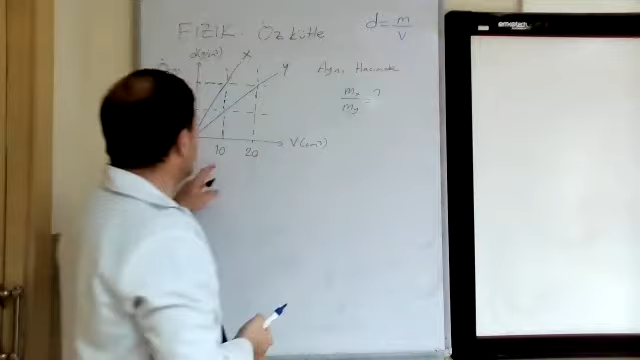 FİZİK. Özkütle
d = m/v
x
y
Aynı Hacimde
mx/my = ?
V(cm³)
10 20